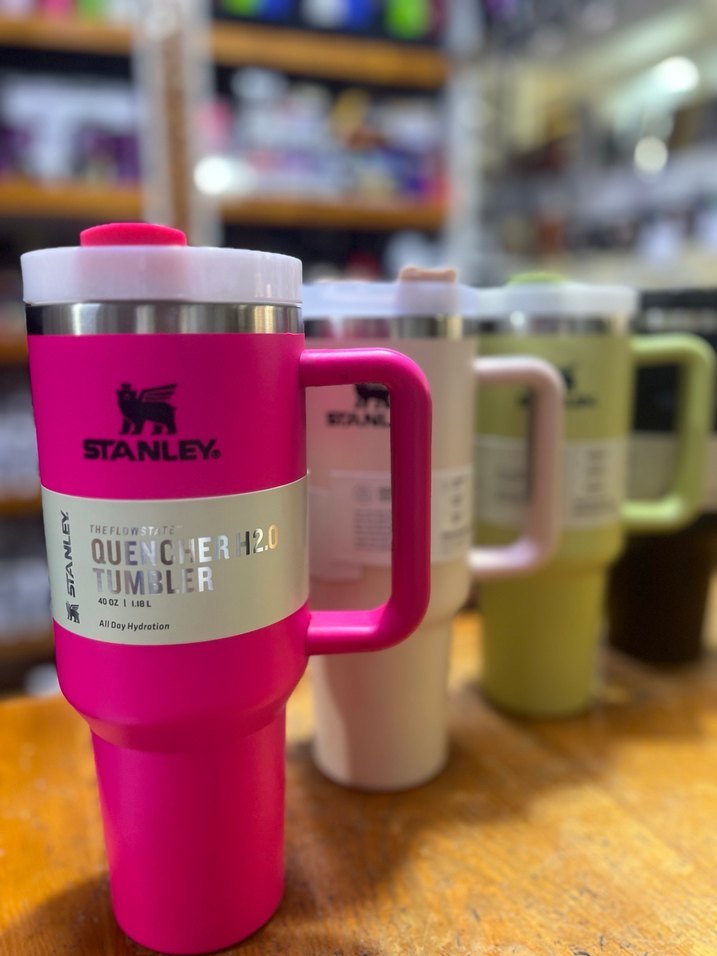 STANLEY®
STANLEY®
THE FLOWSTATE™
QUENCHER H2.0
TUMBLER
40 OZ | 1.18 L
All Day Hydration
STANLEY